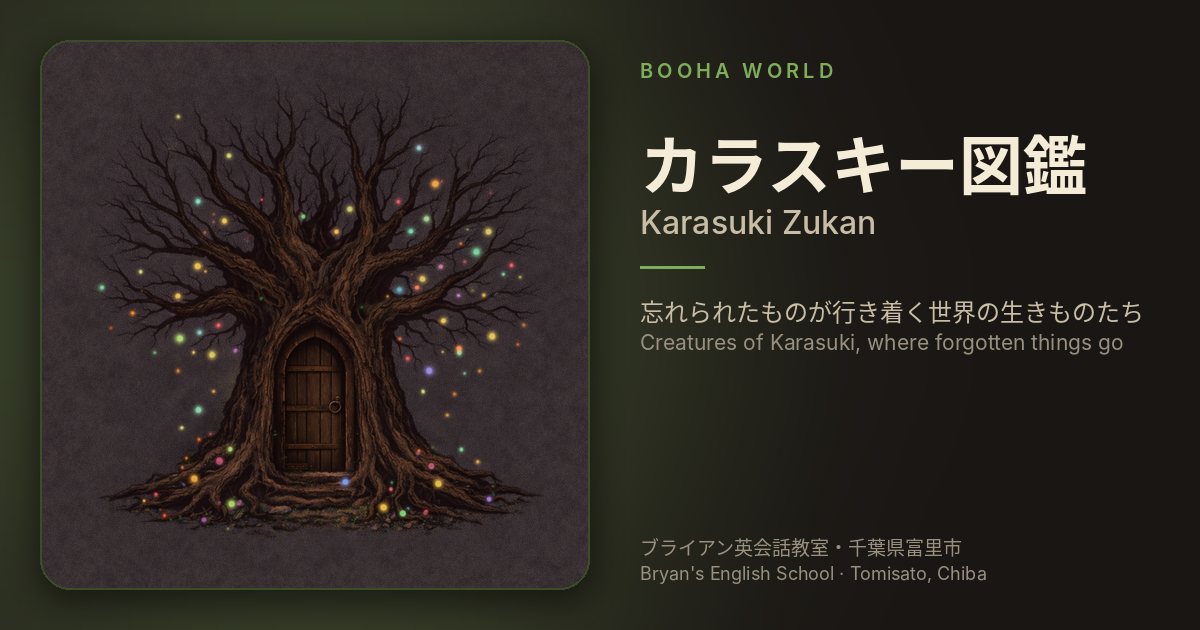 BOOHA WORLD
カラスキー図鑑
Karasuki Zukan
忘れられたものが行き着く世界の生きものたち
Creatures of Karasuki, where forgotten things go
ブライアン英会話教室・千葉県富里市
Bryan's English School · Tomisato, Chiba